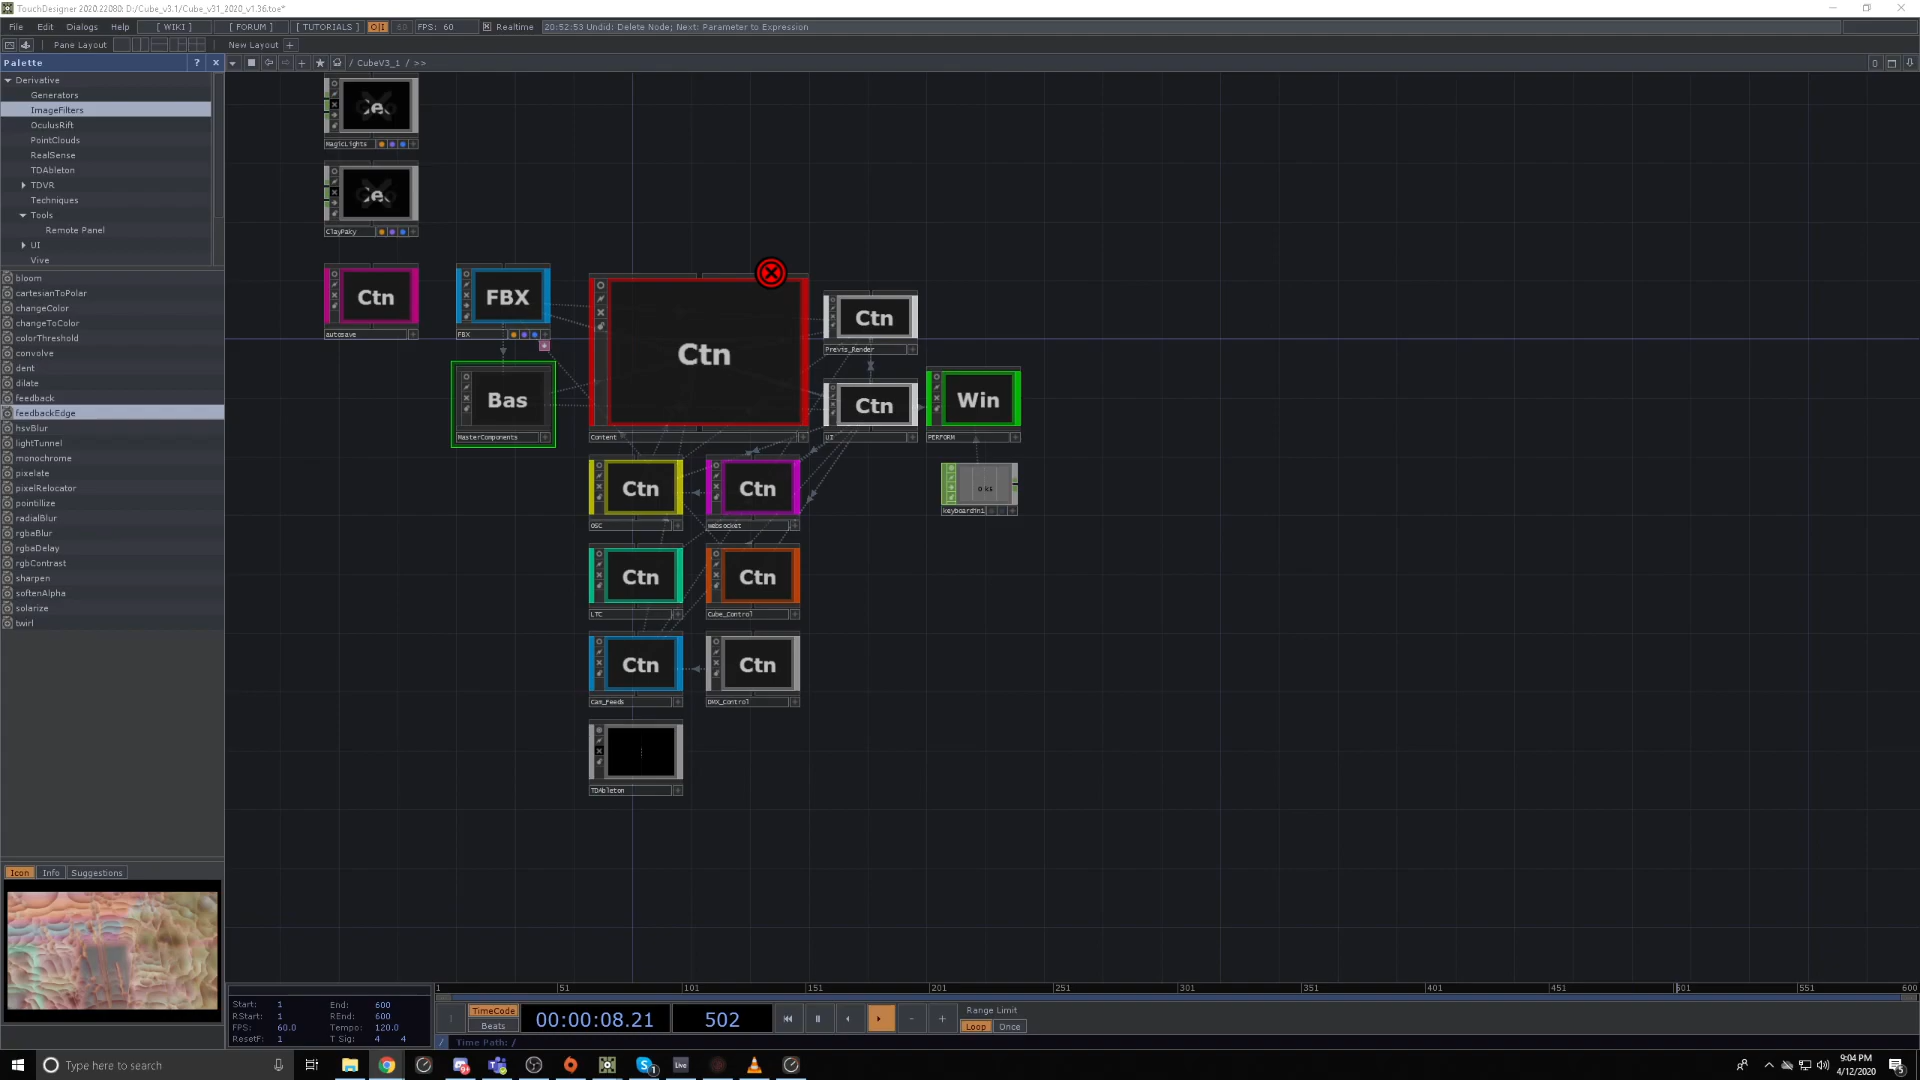 TouchDesigner 2020.22080: D:/Cube_v3.1/Cube_v31_2020_v1.36.toe*
File Edit Dialogs Help [ WIKI ] [ FORUM ] [ TUTORIALS ] O|I 60 FPS: 60 Realtime 20:52:53 Undid: Delete Node; Next: Parameter to Expression
Pane Layout New Layout +
Palette ? x / CubeV3_1 / >> 0
Derivative
Generators
ImageFilters
OculusRift
PointClouds
RealSense
TDAbleton
TDVR
Techniques
Tools
Remote Panel
UI
Vive
bloom
cartesianToPolar
changeColor
changeToColor
colorThreshold
convolve
dent
dilate
feedback
feedbackEdge
hsvBlur
lightTunnel
monochrome
pixelate
pixelRelocator
pointillize
radialBlur
rgbaBlur
rgbaDelay
rgbContrast
sharpen
softenAlpha
solarize
twirl
MagicLights
ClayPaky
Ctn
autosave
FBX
FBX
Bas
MasterComponents
Ctn
Content
Ctn
Previs_Render
Ctn
UI
Win
PERFORM
keyboardin1
Ctn
OSC
Ctn
Websocket
Ctn
LTC
Ctn
Cube_Control
Ctn
Cam_Feeds
Ctn
DMX_Control
TDAbleton
Icon Info Suggestions
1 51 101 151 201 251 301 351 401 451 501 551 600
Start: 1 End: 600
RStart: 1 REnd: 600
FPS: 60.0 Tempo: 120.0
ResetF: 1 T Sig: 4 4
TimeCode
Beats
00:00:08.21 502
Range Limit
Loop Once
/ Time Path: /
Type here to search
Live
9:04 PM
4/12/2020